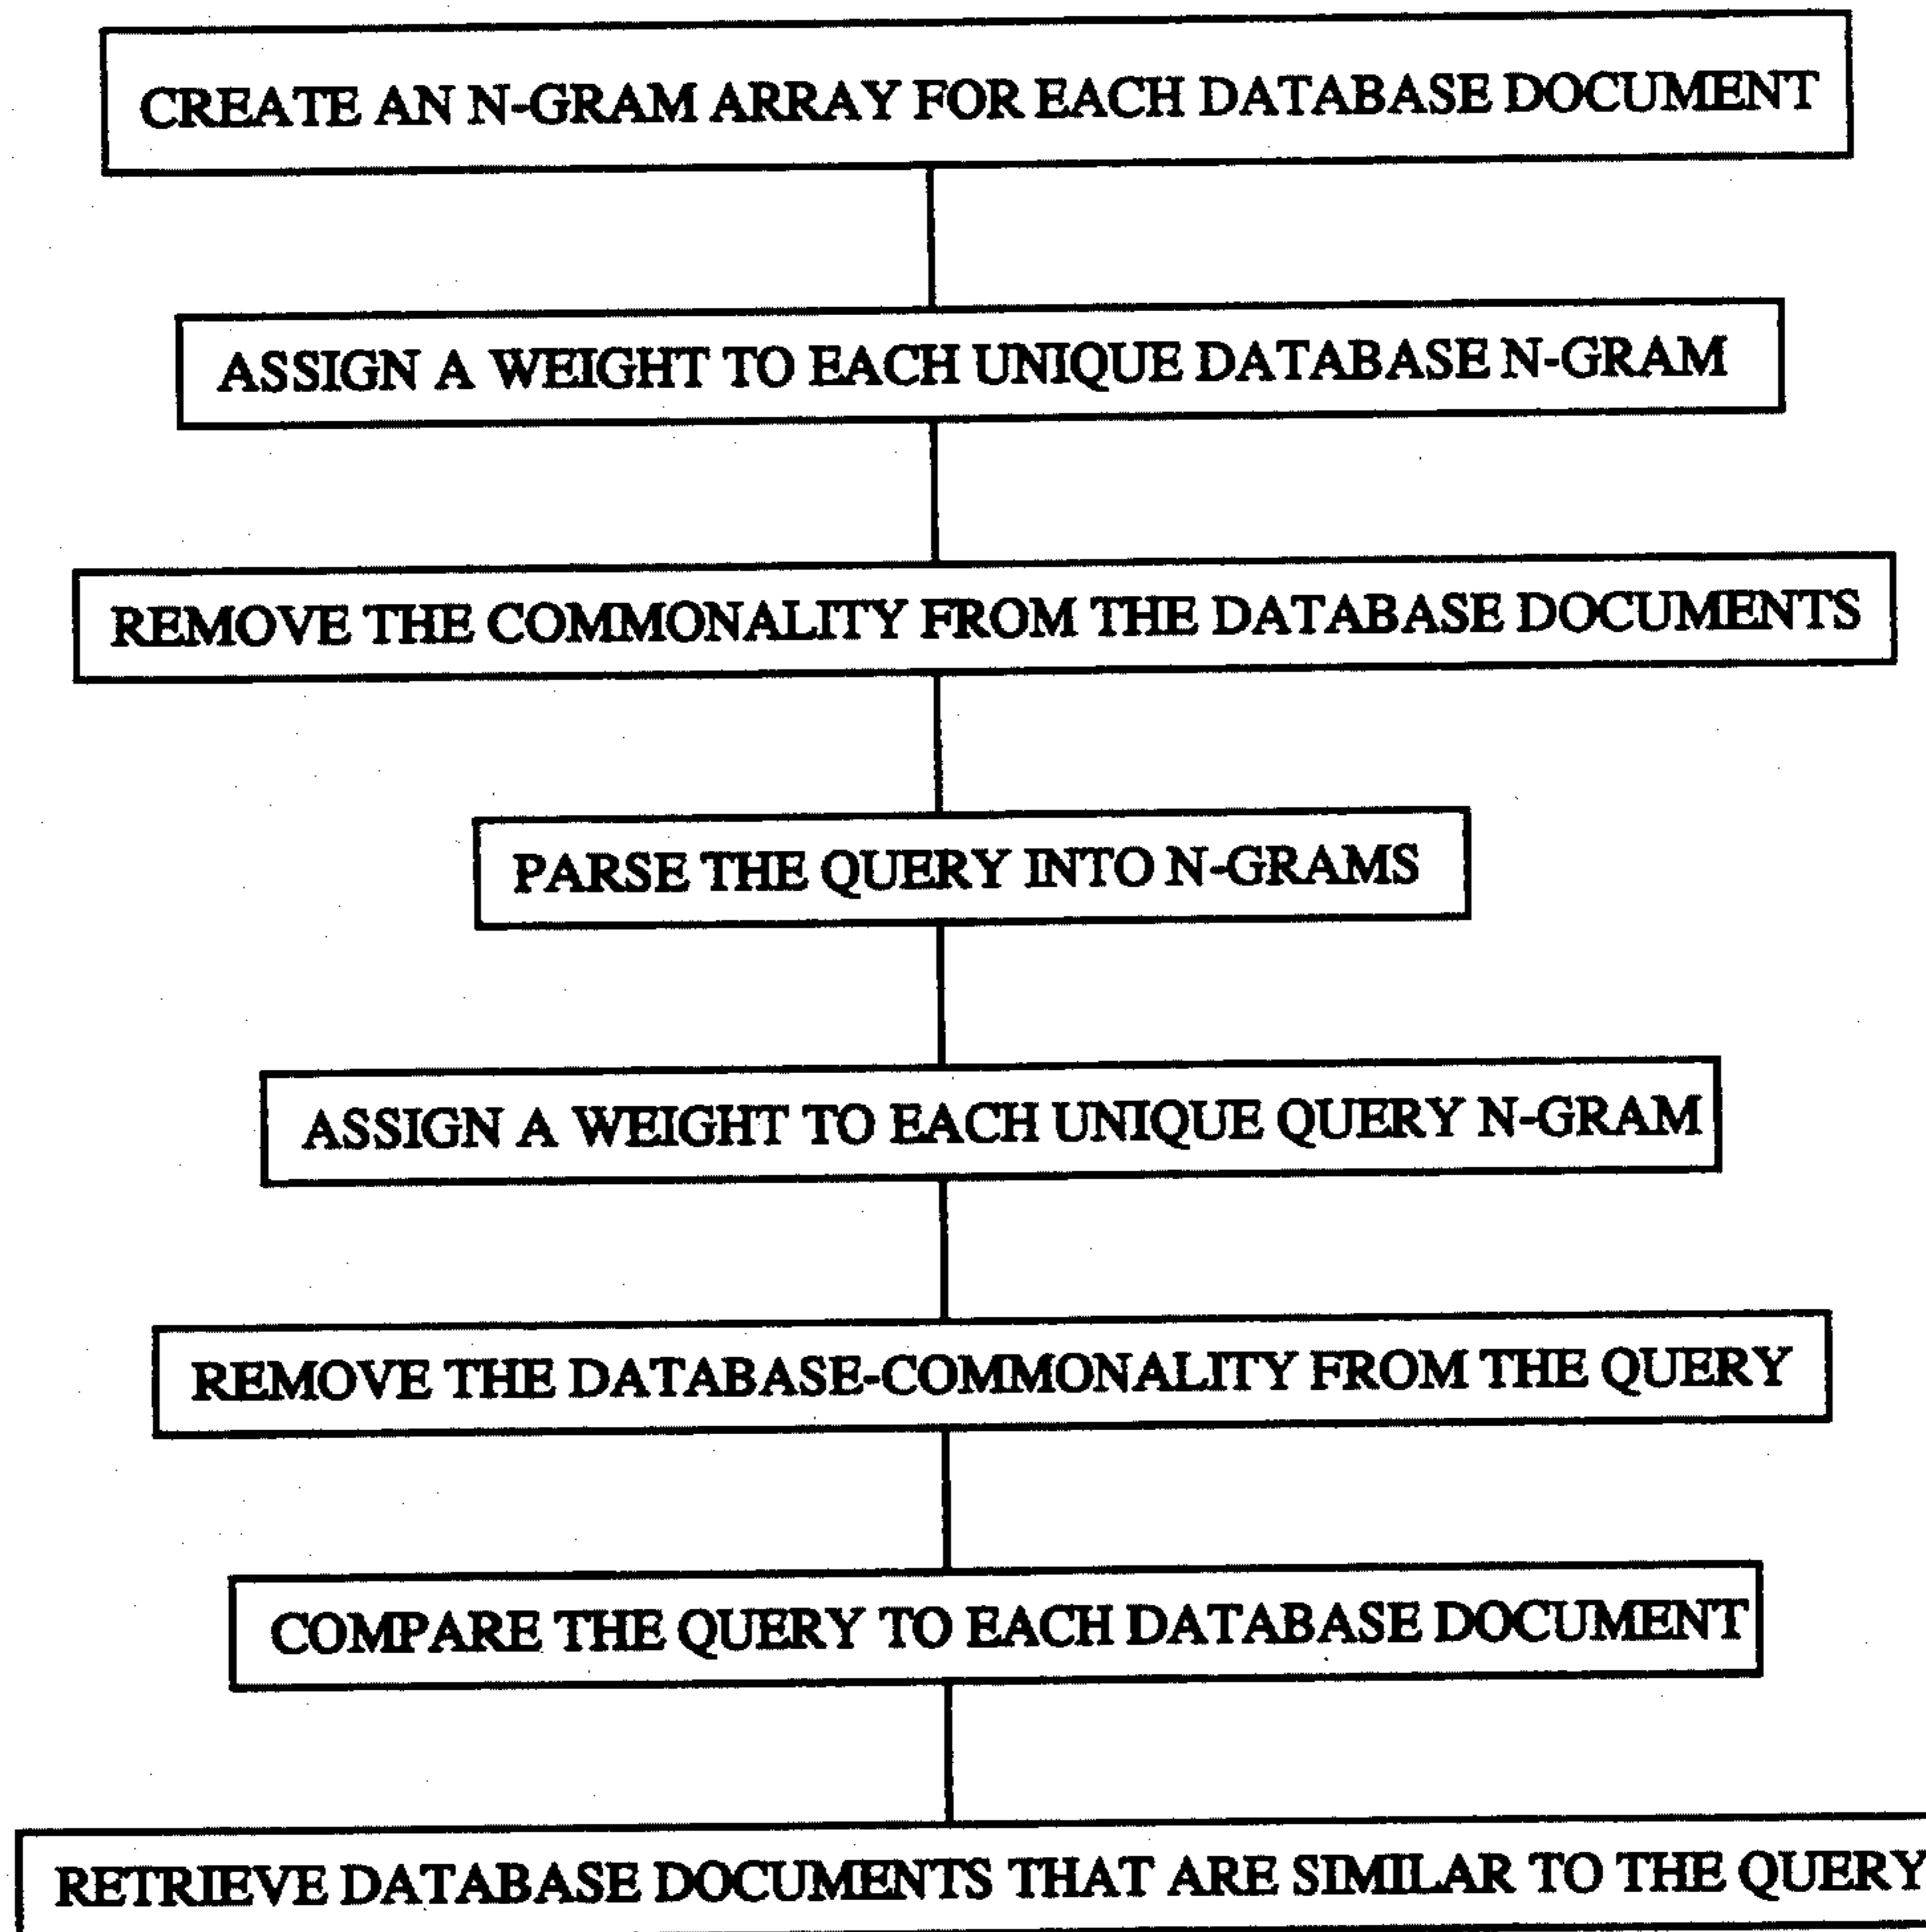 CREATE AN N-GRAM ARRAY FOR EACH DATABASE DOCUMENT
ASSIGN A WEIGHT TO EACH UNIQUE DATABASE N-GRAM
REMOVE THE COMMONALITY FROM THE DATABASE DOCUMENTS
PARSE THE QUERY INTO N-GRAMS
ASSIGN A WEIGHT TO EACH UNIQUE QUERY N-GRAM
REMOVE THE DATABASE-COMMONALITY FROM THE QUERY
COMPARE THE QUERY TO EACH DATABASE DOCUMENT
RETRIEVE DATABASE DOCUMENTS THAT ARE SIMILAR TO THE QUERY